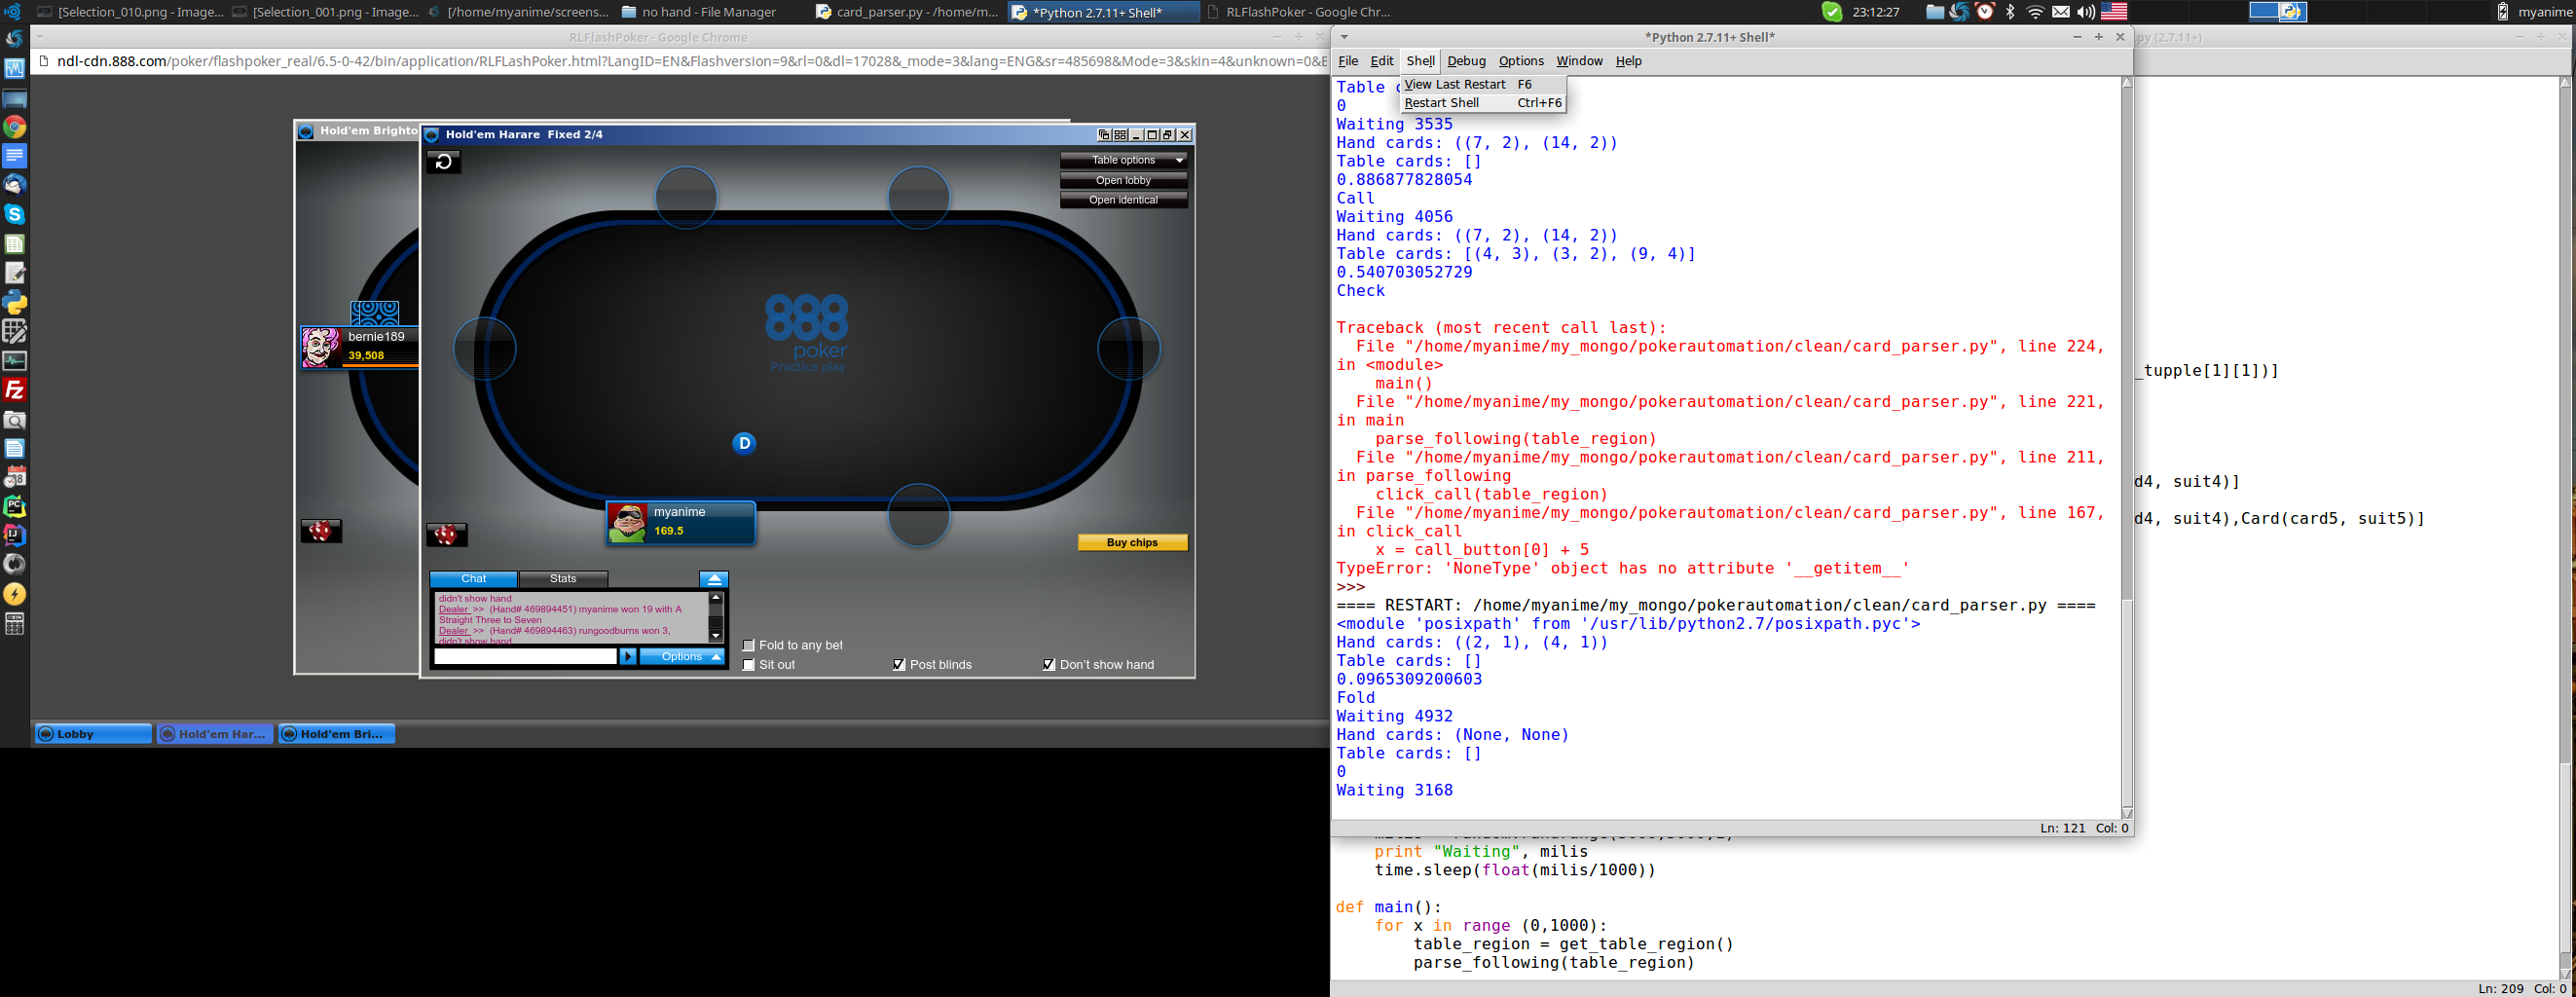 [Selection_010.png - Image...
[Selection_001.png - Image...
[/home/myanime/screens...
no hand - File Manager
card_parser.py - /home/m...
*Python 2.7.11+ Shell*
RLFlashPoker - Google Chr...
23:12:27
myanime
RLFlashPoker - Google Chrome
ndl-cdn.888.com/poker/flashpoker_real/6.5-0-42/bin/application/RLFLashPoker.html?LangID=EN&Flashversion=9&rl=0&dl=17028&_mode=3&lang=ENG&sr=485698&Mode=3&skin=4&unknown=0&E
Hold'em Brighto
Hold'em Harare Fixed 2/4
Table options
Open lobby
Open identical
bernie189
39,508
888
poker
Practice play
D
myanime
169.5
Buy chips
Chat
Stats
didn't show hand
Dealer >> (Hand# 469894451) myanime won 19 with A
Straight Three to Seven
Dealer >> (Hand# 469894463) rungoodburns won 3,
didn't show hand
Options
Fold to any bet
Sit out
Post blinds
Don't show hand
Lobby
Hold'em Har...
Hold'em Bri...
*Python 2.7.11+ Shell*
py (2.7.11+)
File Edit Shell Debug Options Window Help
View Last Restart F6
Restart Shell Ctrl+F6
Table c
0
Waiting 3535
Hand cards: ((7, 2), (14, 2))
Table cards: []
0.886877828054
Call
Waiting 4056
Hand cards: ((7, 2), (14, 2))
Table cards: [(4, 3), (3, 2), (9, 4)]
0.540703052729
Check
Traceback (most recent call last):
File "/home/myanime/my_mongo/pokerautomation/clean/card_parser.py", line 224,
in <module>
main()
File "/home/myanime/my_mongo/pokerautomation/clean/card_parser.py", line 221,
in main
parse_following(table_region)
File "/home/myanime/my_mongo/pokerautomation/clean/card_parser.py", line 211,
in parse_following
click_call(table_region)
File "/home/myanime/my_mongo/pokerautomation/clean/card_parser.py", line 167,
in click_call
x = call_button[0] + 5
TypeError: 'NoneType' object has no attribute '__getitem__'
>>>
==== RESTART: /home/myanime/my_mongo/pokerautomation/clean/card_parser.py ====
<module 'posixpath' from '/usr/lib/python2.7/posixpath.pyc'>
Hand cards: ((2, 1), (4, 1))
Table cards: []
0.0965309200603
Fold
Waiting 4932
Hand cards: (None, None)
Table cards: []
0
Waiting 3168
Ln: 121 Col: 0
_tupple[1][1])]
d4, suit4)]
d4, suit4),Card(card5, suit5)]
print "Waiting", milis
time.sleep(float(milis/1000))
def main():
for x in range (0,1000):
table_region = get_table_region()
parse_following(table_region)
Ln: 209 Col: 0